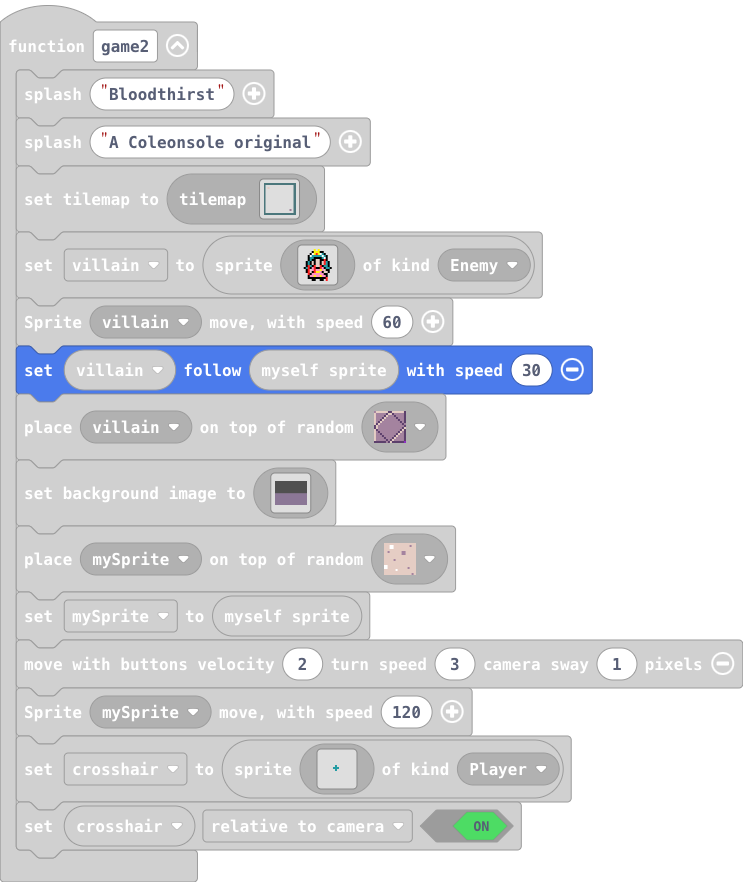 function game2
splash "Bloodthirst"
splash "A Coleonsole original"
set tilemap to tilemap
set villain to sprite of kind Enemy
Sprite villain move, with speed 60
set villain follow myself sprite with speed 30
place villain on top of random
set background image to
place mySprite on top of random
set mySprite to myself sprite
move with buttons velocity 2 turn speed 3 camera sway 1 pixels
Sprite mySprite move, with speed 120
set crosshair to sprite of kind Player
set crosshair relative to camera ON